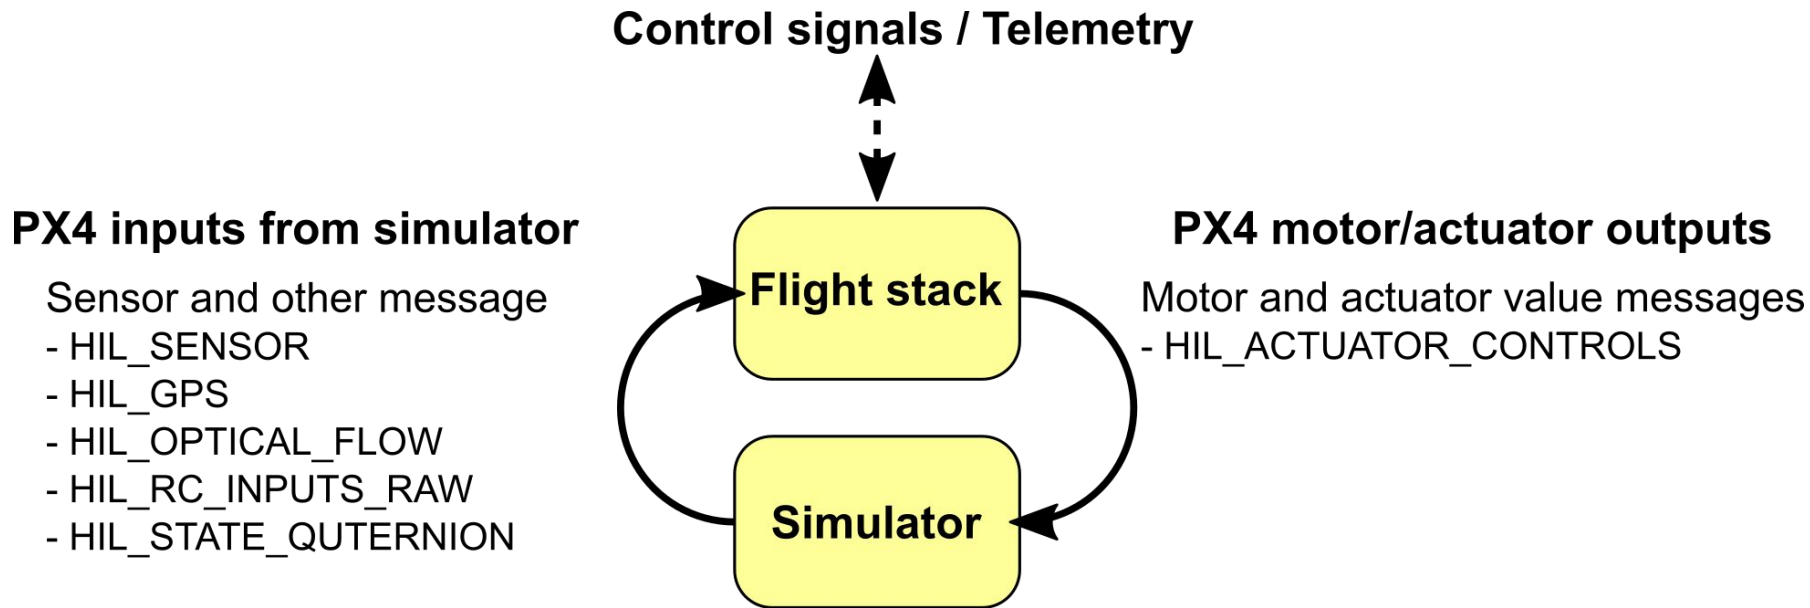 Control signals / Telemetry
PX4 inputs from simulator
Sensor and other message
- HIL_SENSOR
- HIL_GPS
- HIL_OPTICAL_FLOW
- HIL_RC_INPUTS_RAW
- HIL_STATE_QUTERNION
Flight stack
Simulator
PX4 motor/actuator outputs
Motor and actuator value messages
- HIL_ACTUATOR_CONTROLS